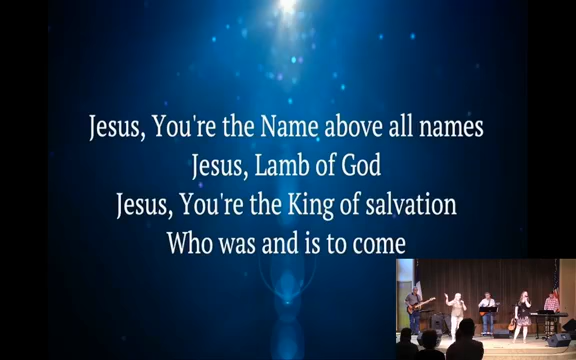 Jesus, You're the Name above all names
Jesus, Lamb of God
Jesus, You're the King of salvation
Who was and is to come